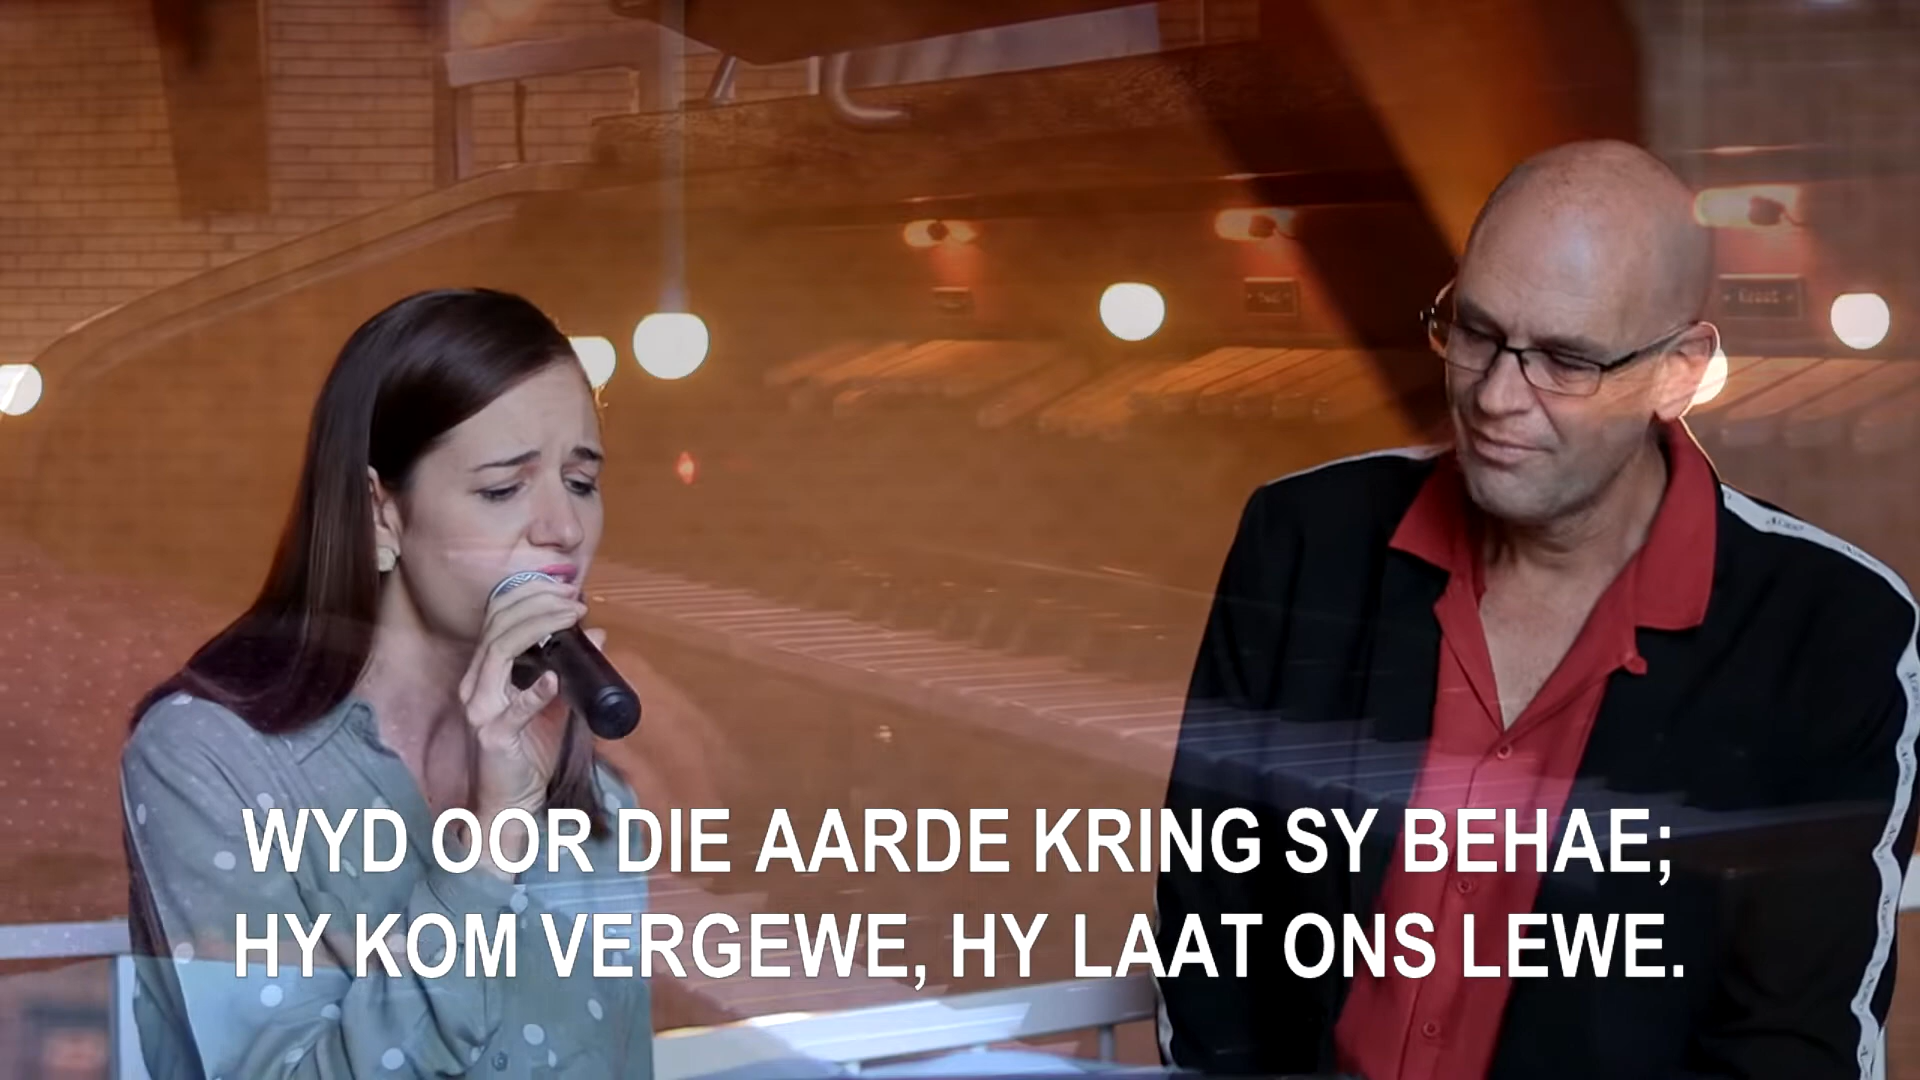 WYD OOR DIE AARDE KRING SY BEHAE;
HY KOM VERGEWE, HY LAAT ONS LEWE.